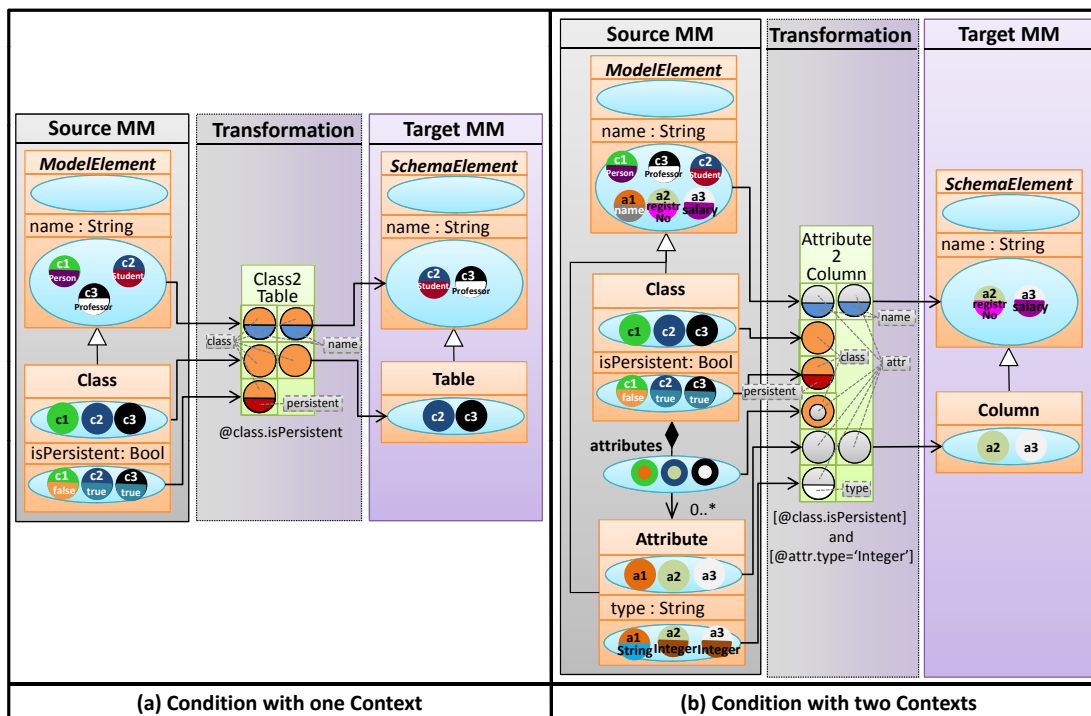 Source MM
Transformation
Target MM
ModelElement
name : String
c1
Person
c2
Student
c3
Professor
Class
c1
c2
c3
isPersistent: Bool
c1
false
c2
true
c3
true
Class2
Table
class
name
persistent
@class.isPersistent
SchemaElement
name : String
c2
Student
c3
Professor
Table
c2
c3
(a) Condition with one Context
Source MM
Transformation
Target MM
ModelElement
name : String
c1
Person
c3
Professor
c2
Student
a1
name
a2
registr
No
a3
salary
Class
c1
c2
c3
isPersistent: Bool
c1
false
c2
true
c3
true
attributes
0..*
Attribute
a1
a2
a3
type : String
a1
String
a2
Integer
a3
Integer
Attribute
2
Column
name
class
attr
persistent
type
[@class.isPersistent]
and
[@attr.type=‘Integer’]
SchemaElement
name : String
a2
registr
No
a3
salary
Column
a2
a3
(b) Condition with two Contexts